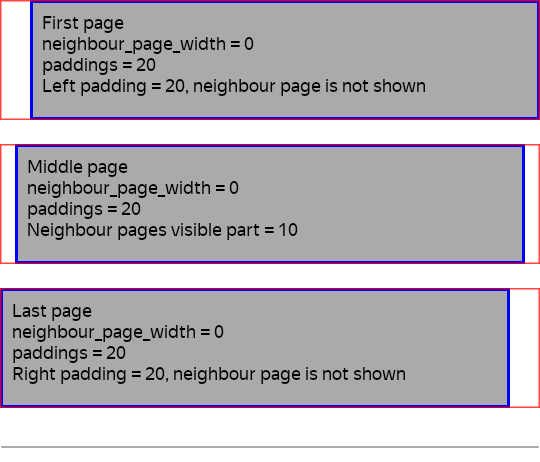 First page
neighbour_page_width = 0
paddings = 20
Left padding = 20, neighbour page is not shown
Middle page
neighbour_page_width = 0
paddings = 20
Neighbour pages visible part = 10
Last page
neighbour_page_width = 0
paddings = 20
Right padding = 20, neighbour page is not shown